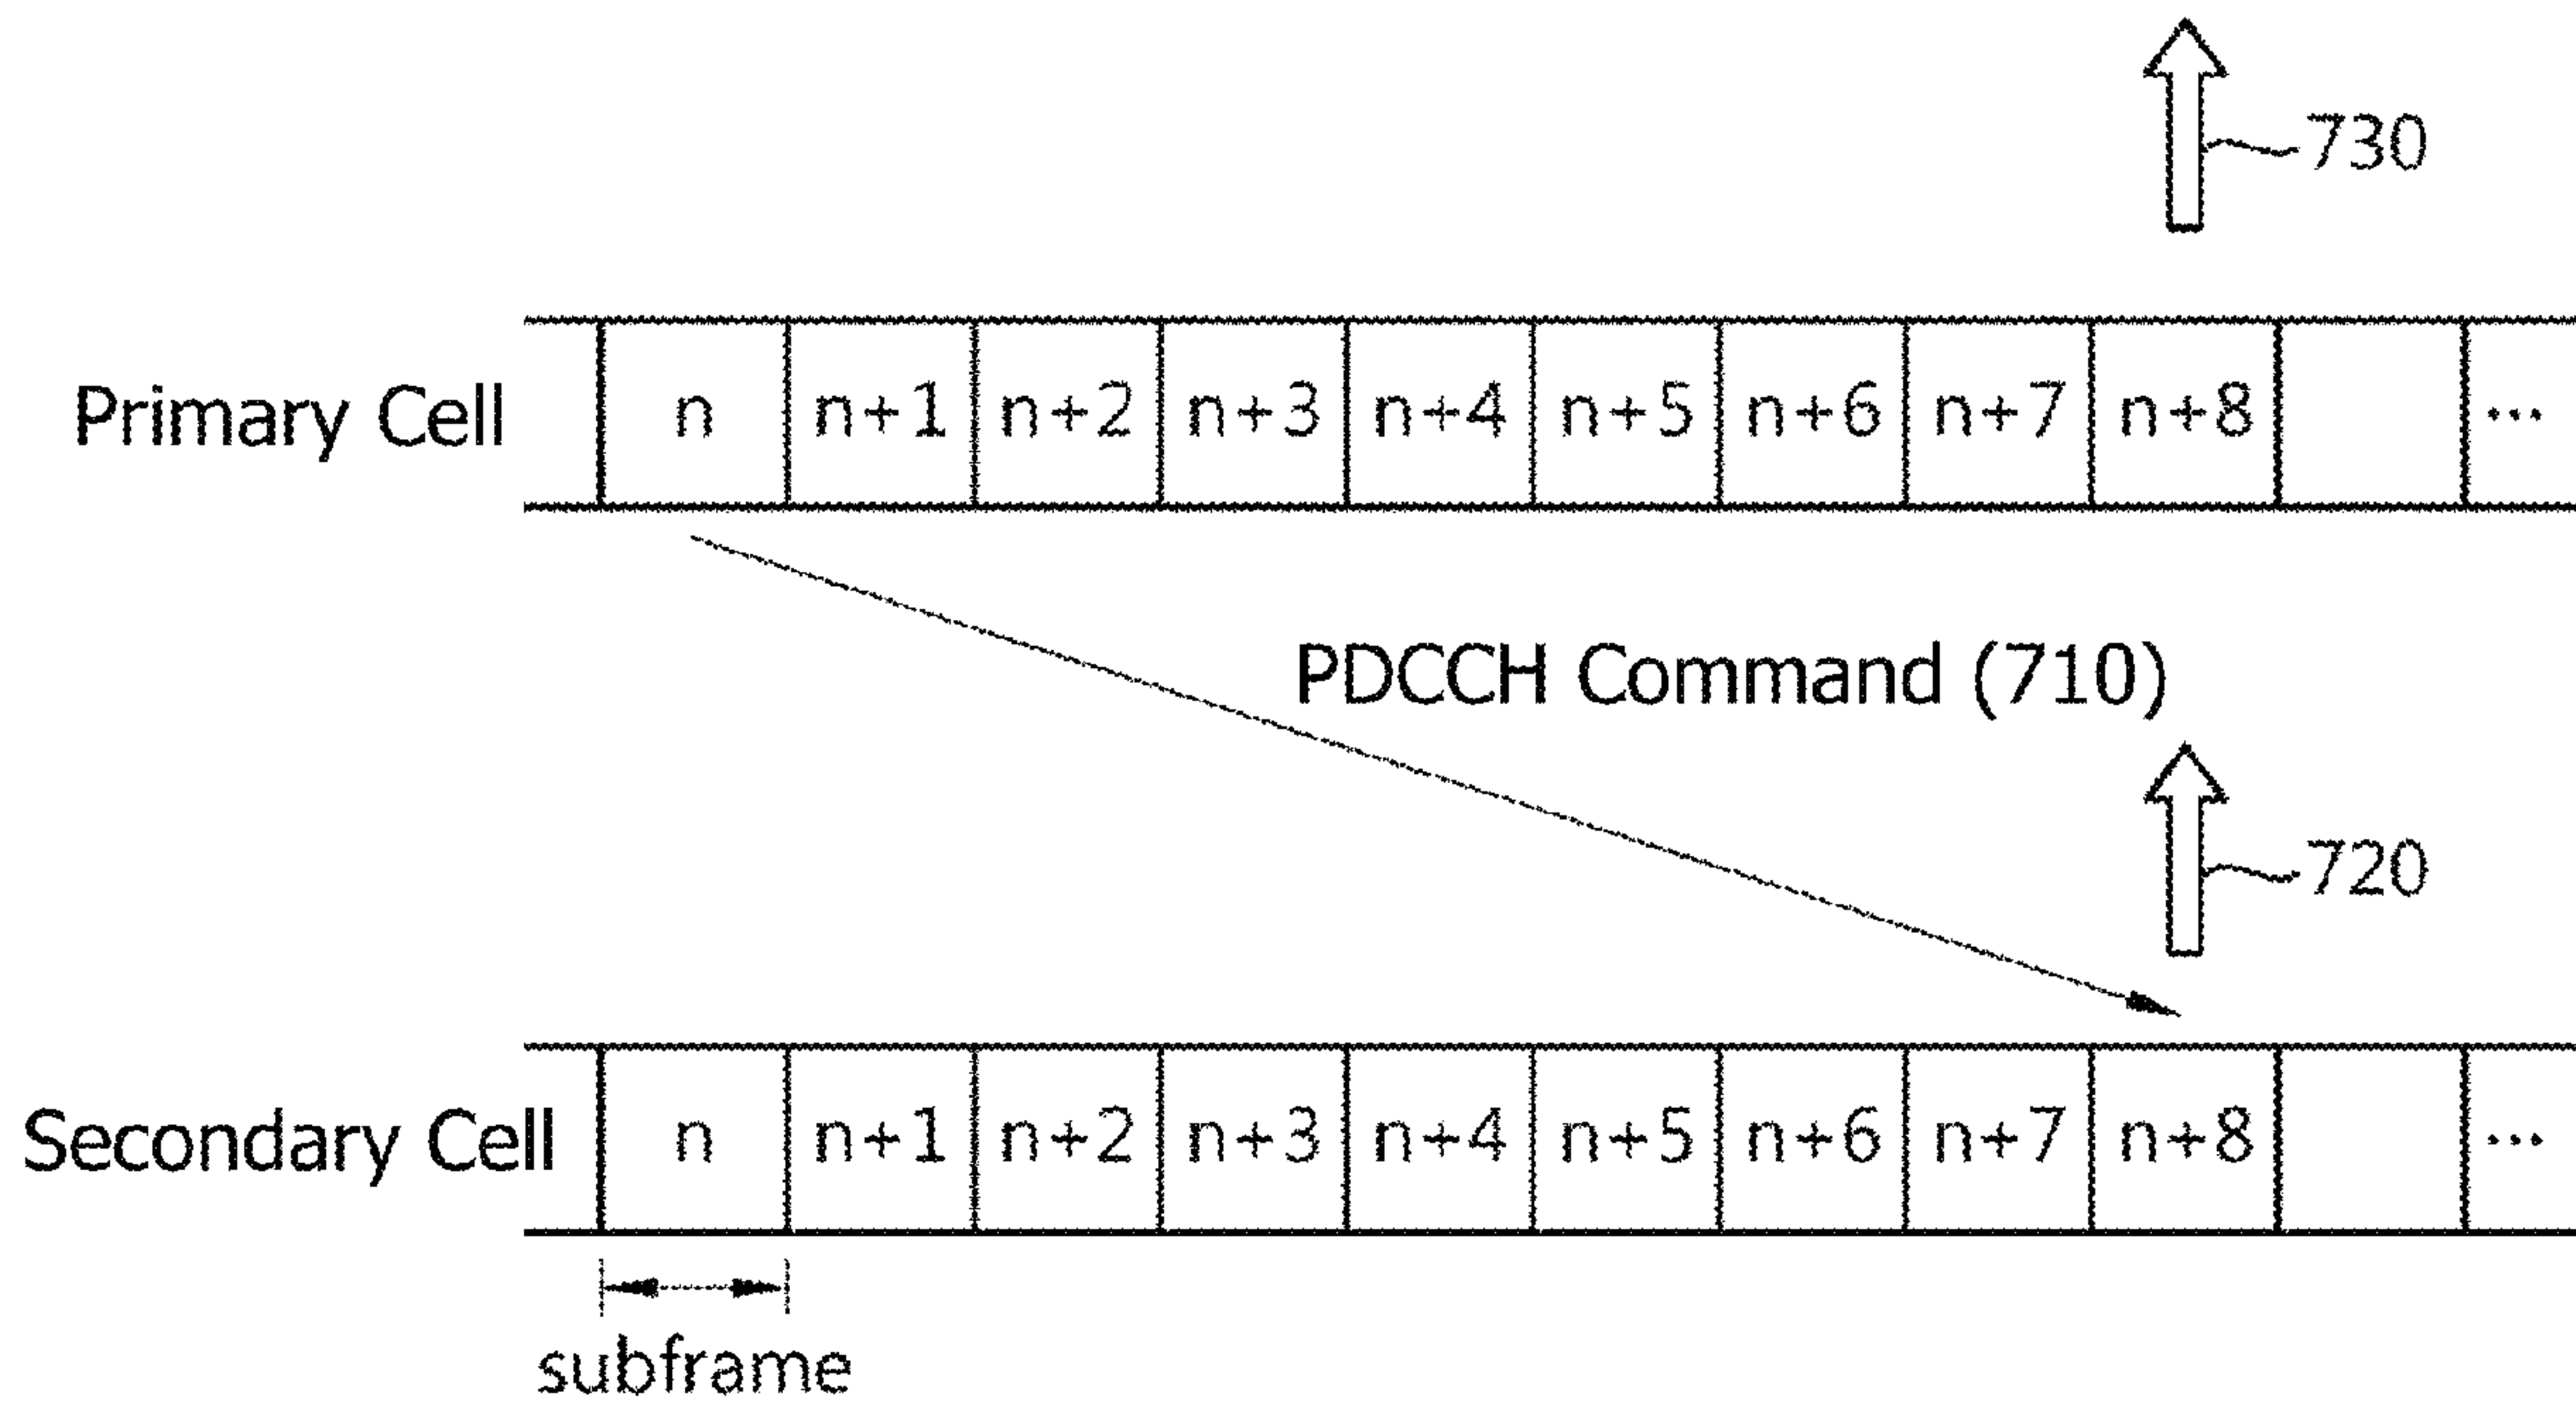 730
Primary Cell n n+1 n+2 n+3 n+4 n+5 n+6 n+7 n+8 ...
PDCCH Command (710)
720
Secondary Cell n n+1 n+2 n+3 n+4 n+5 n+6 n+7 n+8 ...
subframe